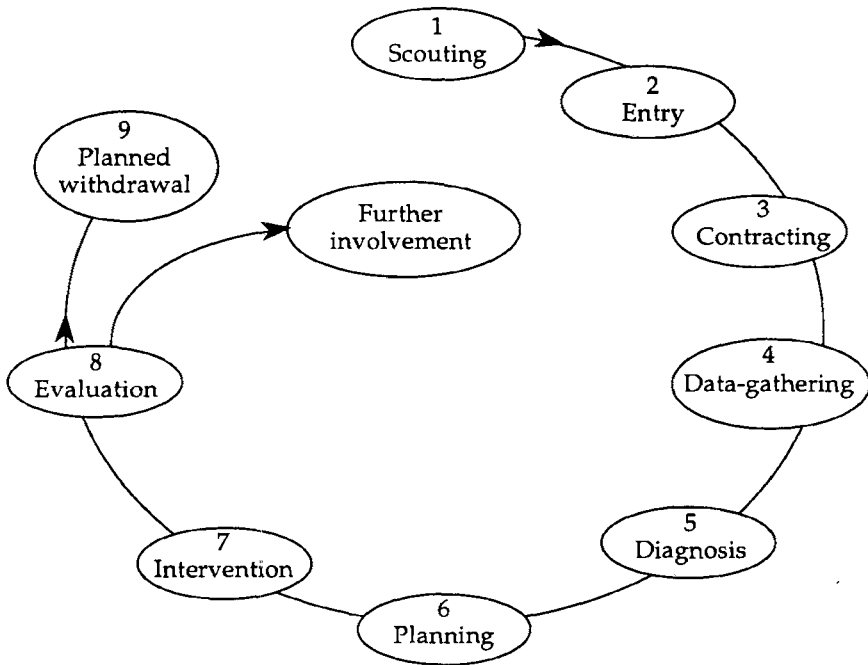 1
Scouting
2
Entry
3
Contracting
4
Data-gathering
5
Diagnosis
6
Planning
7
Intervention
8
Evaluation
9
Planned
withdrawal
Further
involvement